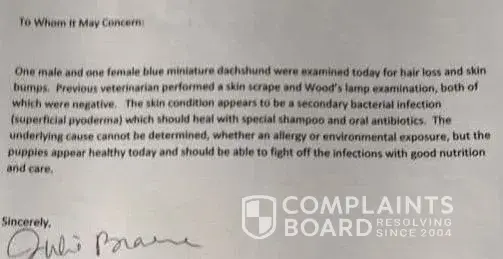 To Whom It May Concern:
One male and one female blue miniature dachshund were examined today for hair loss and skin
bumps. Previous veterinarian performed a skin scrape and Wood's lamp examination, both of
which were negative. The skin condition appears to be a secondary bacterial infection
(superficial pyoderma) which should heal with special shampoo and oral antibiotics. The
underlying cause cannot be determined, whether an allergy or environmental exposure, but the
puppies appear healthy today and should be able to fight off the infections with good nutrition
and care.
Sincerely,
COMPLAINTS
BOARD RESOLVING
SINCE 2004